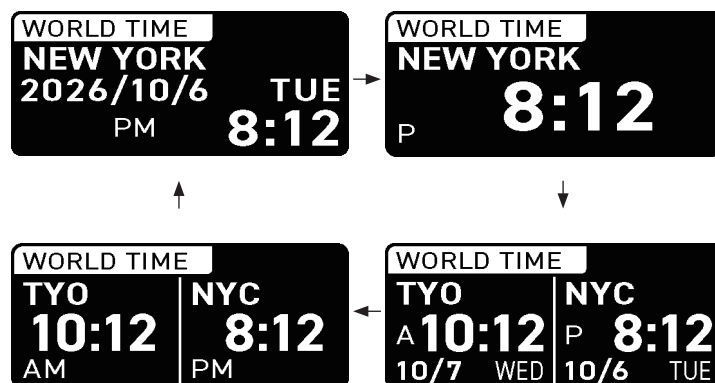 WORLD TIME
NEW YORK
2026/10/6 TUE
PM 8:12
WORLD TIME
NEW YORK
8:12
P
WORLD TIME
TYO NYC
10:12 8:12
AM PM
WORLD TIME
TYO NYC
A 10:12 P 8:12
10/7 WED 10/6 TUE